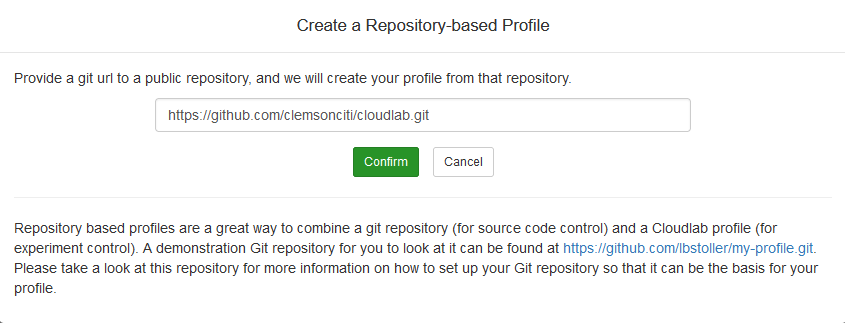 Create a Repository-based Profile
Provide a git url to a public repository, and we will create your profile from that repository.
https://github.com/clemsonciti/cloudlab.git
Confirm Cancel
Repository based profiles are a great way to combine a git repository (for source code control) and a Cloudlab profile (for
experiment control). A demonstration Git repository for you to look at it can be found at https://github.com/lbstoller/my-profile.git.
Please take a look at this repository for more information on how to set up your Git repository so that it can be the basis for your
profile.